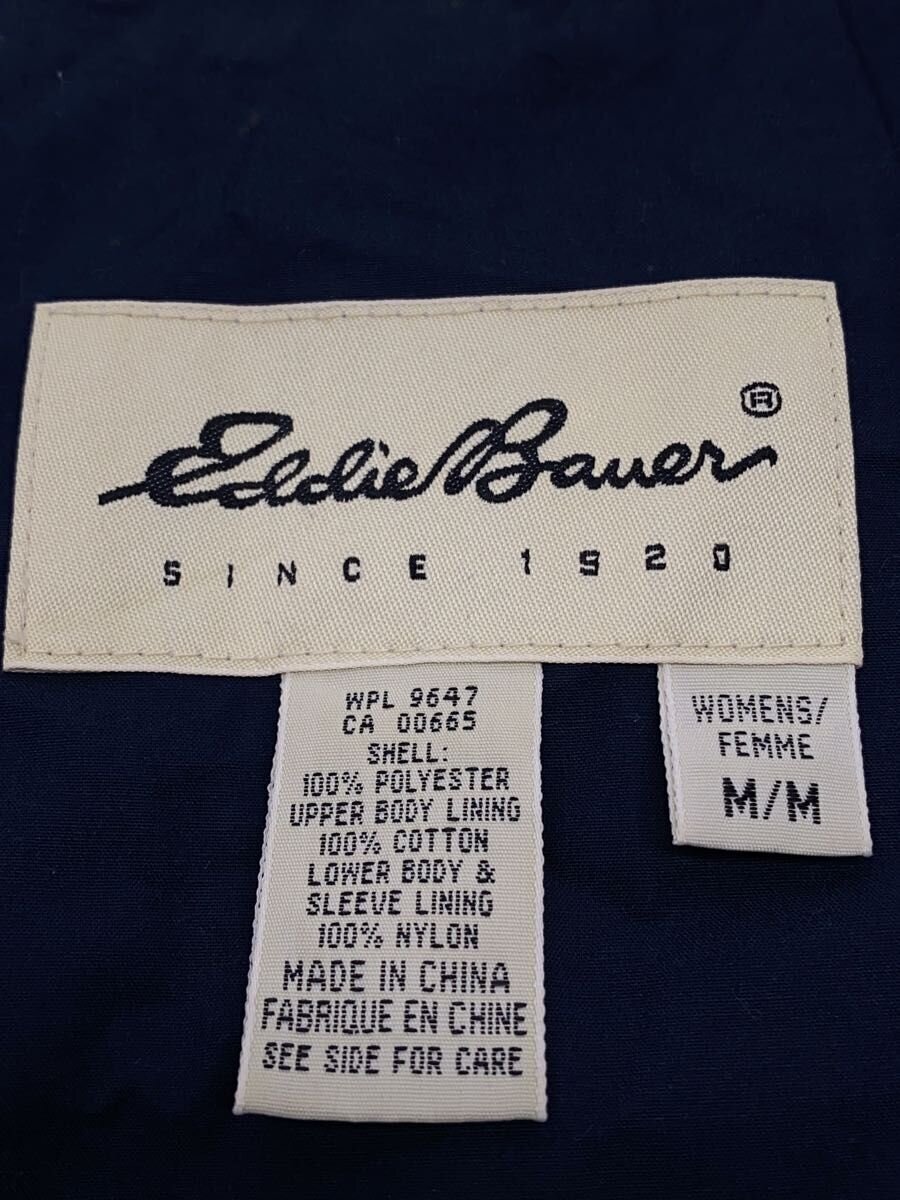 Eddie Bauer®
SINCE 1920
WPL 9647
CA 00665
SHELL:
100% POLYESTER
UPPER BODY LINING
100% COTTON
LOWER BODY &
SLEEVE LINING
100% NYLON
MADE IN CHINA
FABRIQUE EN CHINE
SEE SIDE FOR CARE
WOMENS/
FEMME
M/M